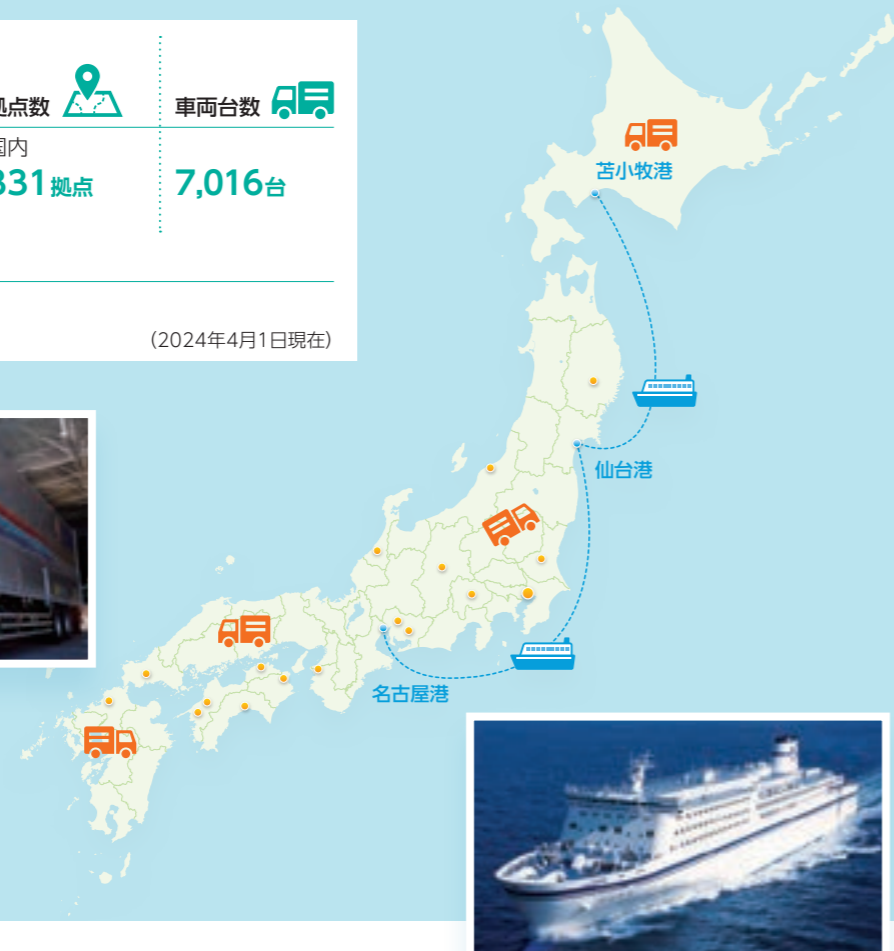 点数
車両台数
国内
331拠点
7,016台
(2024年4月1日現在)
苫小牧港
仙台港
名古屋港